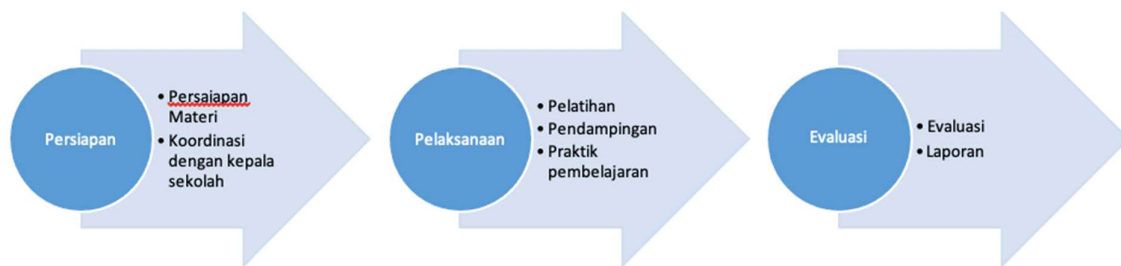 Persiapan
• Persaiapan
Materi
• Koordinasi
dengan kepala
sekolah
Pelaksanaan
• Pelatihan
• Pendampingan
• Praktik
pembelajaran
Evaluasi
• Evaluasi
• Laporan